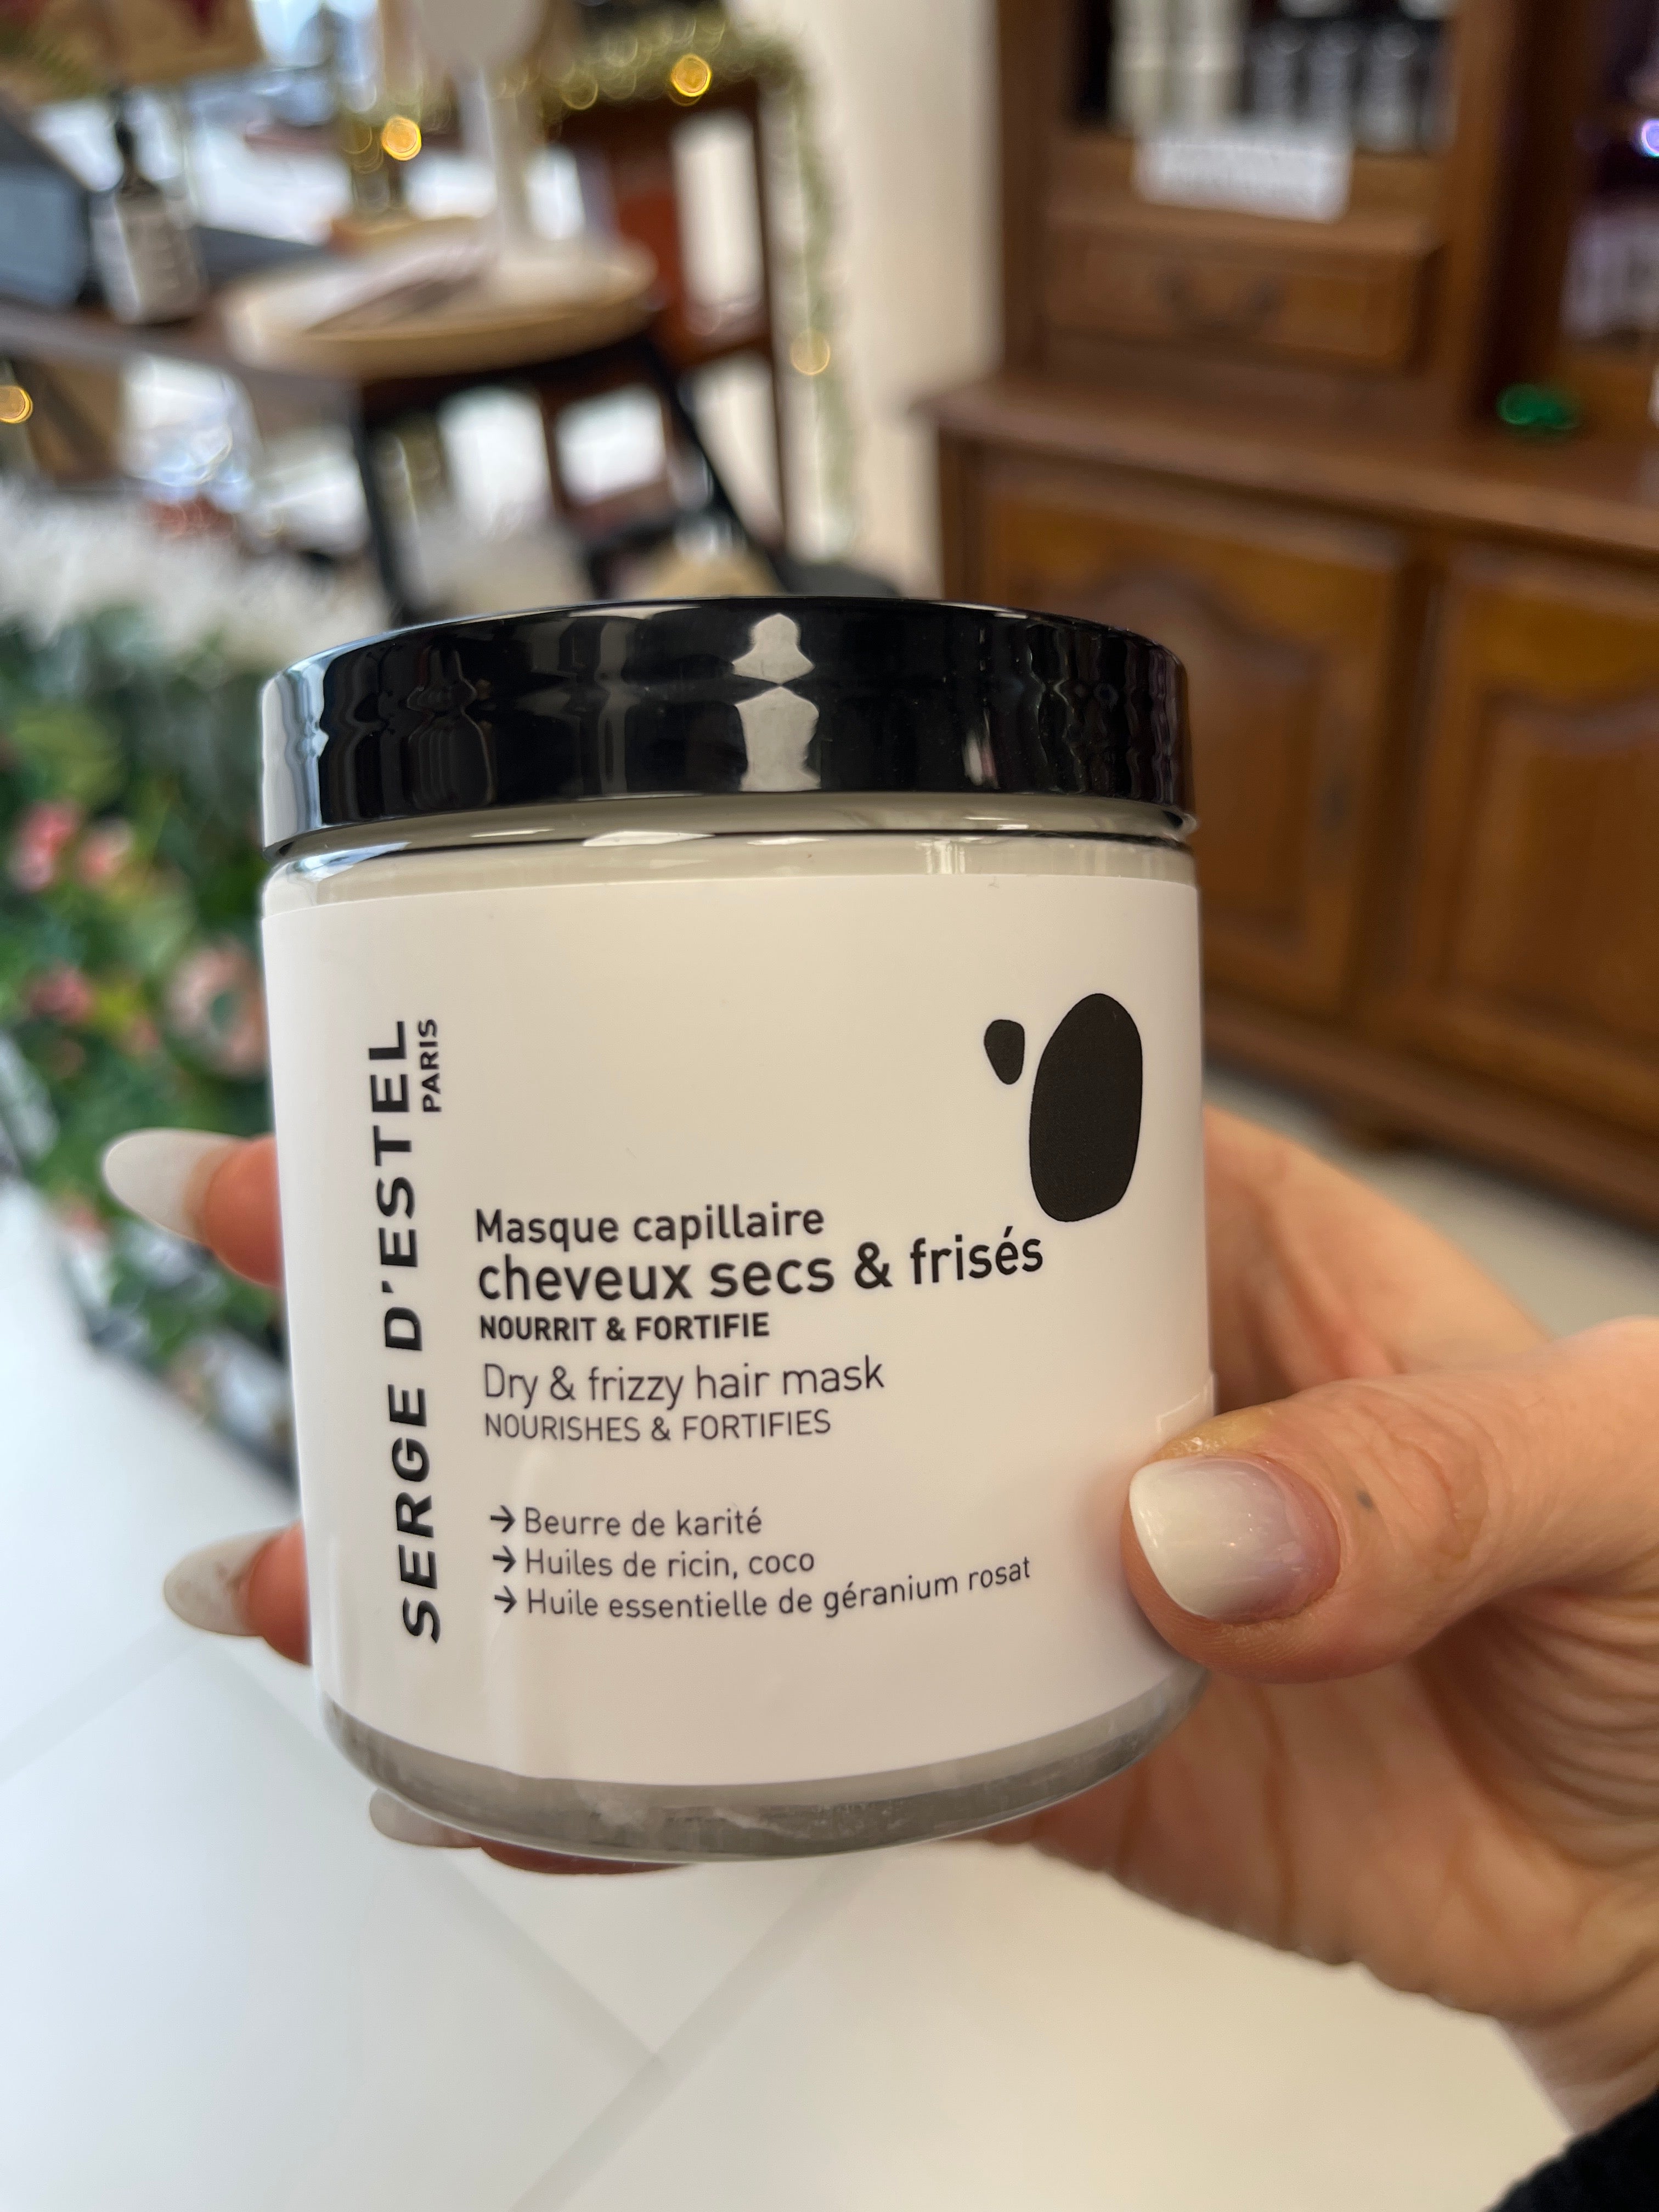 SERGE D'ESTEL
PARIS
Masque capillaire
cheveux secs & frisés
NOURRIT & FORTIFIE
Dry & frizzy hair mask
NOURISHES & FORTIFIES
→ Beurre de karité
→ Huiles de ricin, coco
→ Huile essentielle de géranium rosat